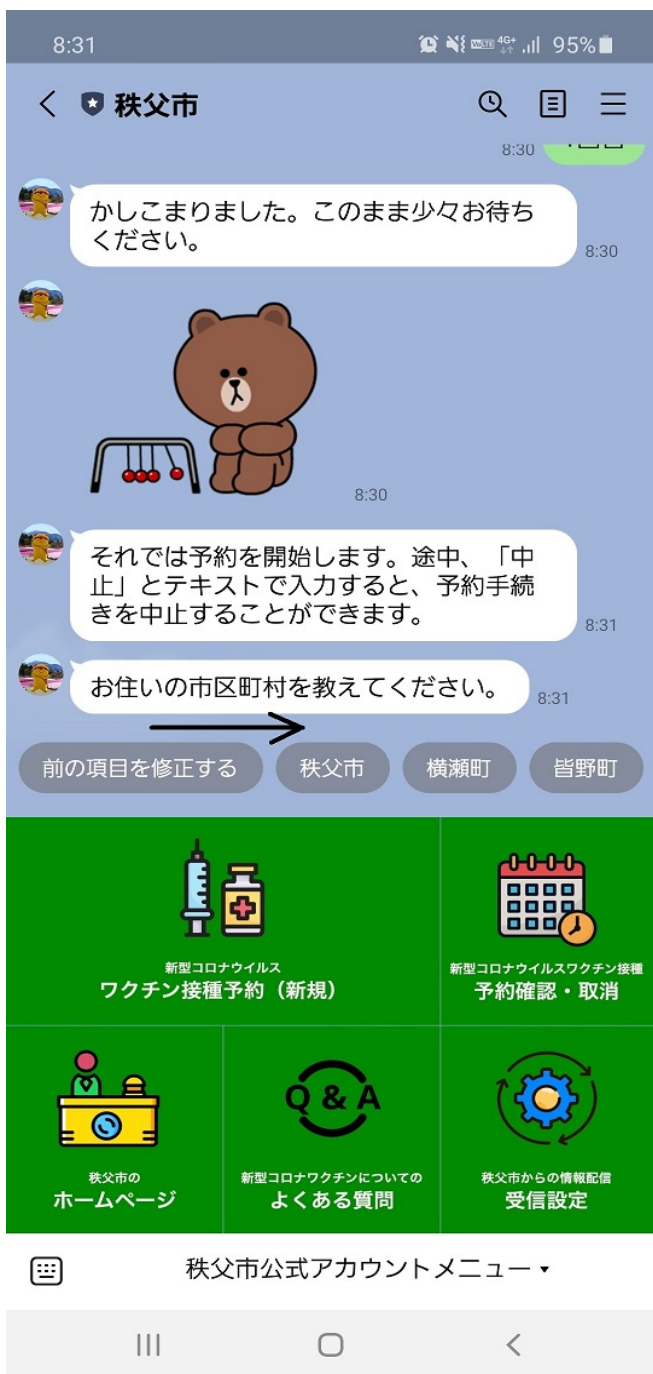 8:31
4G+
95%
秩父市
8:30
かしこまりました。このまま少々お待ち
ください。
8:30
8:30
それでは予約を開始します。途中、「中
止」とテキストで入力すると、予約手続
きを中止することができます。
8:31
お住いの市区町村を教えてください。
8:31
前の項目を修正する
秩父市
横瀬町
皆野町
新型コロナウイルス
ワクチン接種予約（新規）
新型コロナウイルスワクチン接種
予約確認・取消
Q & A
秩父市の
ホームページ
新型コロナワクチンについての
よくある質問
秩父市からの情報配信
受信設定
秩父市公式アカウントメニュー ▾